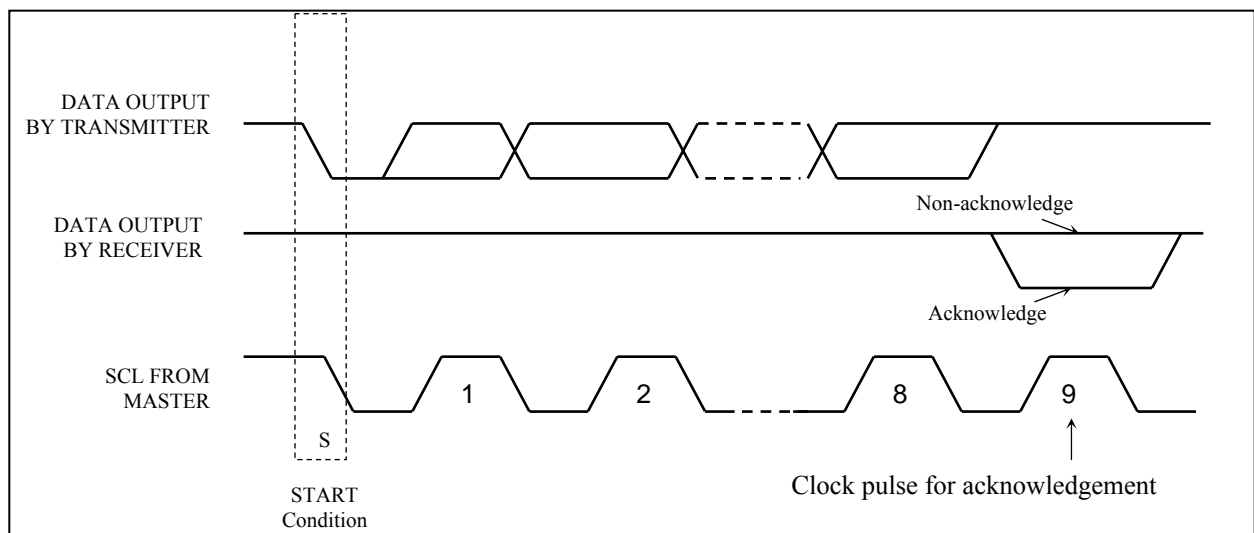 DATA OUTPUT
BY TRANSMITTER
Non-acknowledge
DATA OUTPUT
BY RECEIVER
Acknowledge
SCL FROM
MASTER
1
2
8
9
S
START
Condition
Clock pulse for acknowledgement